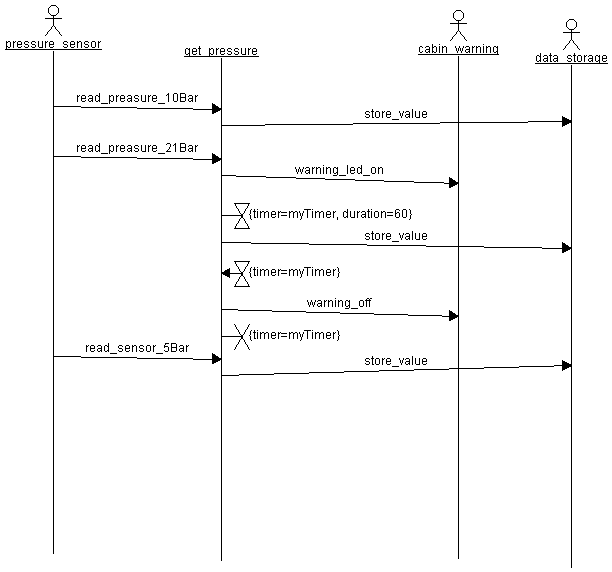 pressure_sensor
get_pressure
cabin_warning
data_storage
read_preasure_10Bar
store_value
read_preasure_21Bar
warning_led_on
{timer=myTimer, duration=60}
store_value
{timer=myTimer}
warning_off
{timer=myTimer}
read_sensor_5Bar
store_value